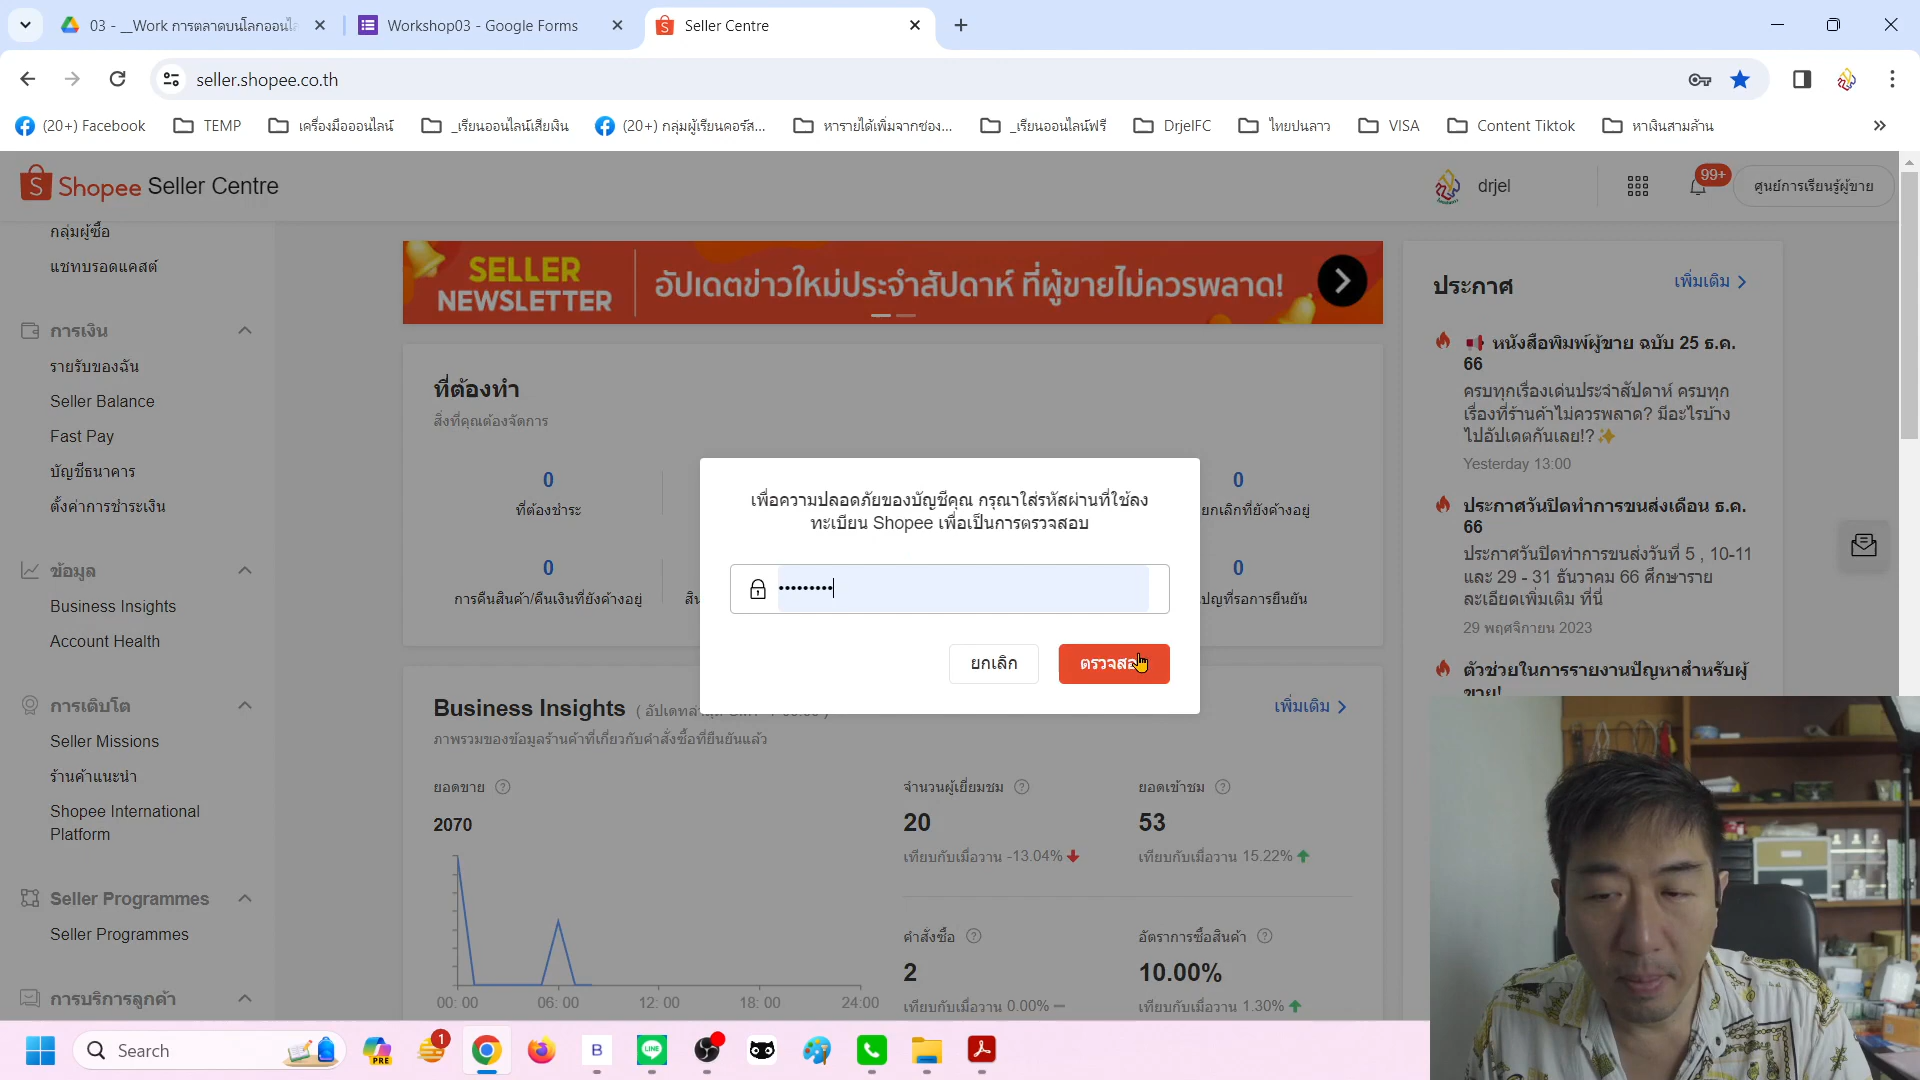 03 - __Work การตลาดบนโลกออนไล
Workshop03 - Google Forms
Seller Centre
seller.shopee.co.th
(20+) Facebook
TEMP
เครื่องมือออนไลน์
_เรียนออนไลน์เสียเงิน
(20+) กลุ่มผู้เรียนคอร์ส...
หารายได้เพิ่มจากช่อง...
_เรียนออนไลน์ฟรี
DrjelFC
ไทยปนลาว
VISA
Content Tiktok
หาเงินสามล้าน
Shopee Seller Centre
drjel
99+
ศูนย์การเรียนรู้ผู้ขาย
กลุ่มผู้ซื้อ
แชทบรอดแคสต์
การเงิน
รายรับของฉัน
Seller Balance
Fast Pay
บัญชีธนาคาร
ตั้งค่าการชำระเงิน
ข้อมูล
Business Insights
Account Health
การเติบโต
Seller Missions
ร้านค้าแนะนำ
Shopee International
Platform
Seller Programmes
Seller Programmes
การบริการลูกค้า
SELLER
NEWSLETTER
อัปเดตข่าวใหม่ประจำสัปดาห์ ที่ผู้ขายไม่ควรพลาด!
ที่ต้องทำ
สิ่งที่คุณต้องจัดการ
0
ที่ต้องชำระ
0
ยกเลิกที่ยังค้างอยู่
0
การคืนสินค้า/คืนเงินที่ยังค้างอยู่
0
เพื่อความปลอดภัยของบัญชีคุณ กรุณาใส่รหัสผ่านที่ใช้ลง
ทะเบียน Shopee เพื่อเป็นการตรวจสอบ
•••••••••
ยกเลิก
Business Insights
เพิ่มเติม
ภาพรวมของข้อมูลร้านค้าที่เกี่ยวกับคำสั่งซื้อที่ยืนยันแล้ว
ยอดขาย
2070
00: 00
06: 00
12: 00
18: 00
24:00
จำนวนผู้เยี่ยมชม
20
เทียบกับเมื่อวาน -13.04%
ยอดเข้าชม
53
เทียบกับเมื่อวาน 15.22%
คำสั่งซื้อ
2
เทียบกับเมื่อวาน 0.00%
อัตราการซื้อสินค้า
10.00%
เทียบกับเมื่อวาน 1.30%
ประกาศ
เพิ่มเติม
หนังสือพิมพ์ผู้ขาย ฉบับ 25 ธ.ค.
66
ครบทุกเรื่องเด่นประจำสัปดาห์ ครบทุก
เรื่องที่ร้านค้าไม่ควรพลาด? มีอะไรบ้าง
ไปอัปเดตกันเลย!?
Yesterday 13:00
ประกาศวันปิดทำการขนส่งเดือน ธ.ค.
66
ประกาศวันปิดทำการขนส่งวันที่ 5 , 10-11
และ 29 - 31 ธันวาคม 66 ศึกษาราย
ละเอียดเพิ่มเติม ที่นี่
29 พฤศจิกายน 2023
ตัวช่วยในการรายงานปัญหาสำหรับผู้
ขาย!
Search
PRE
1
B
LINE